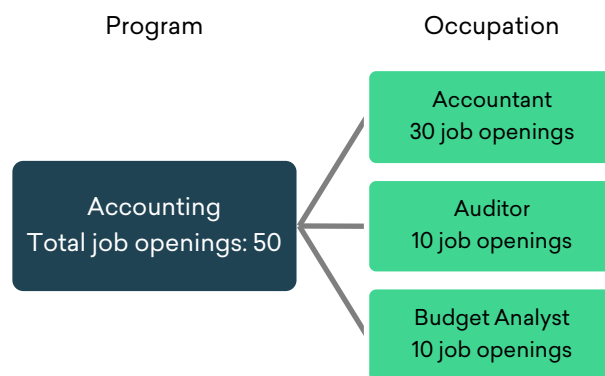 Program
Occupation
Accountant
30 job openings
Accounting
Total job openings: 50
Auditor
10 job openings
Budget Analyst
10 job openings